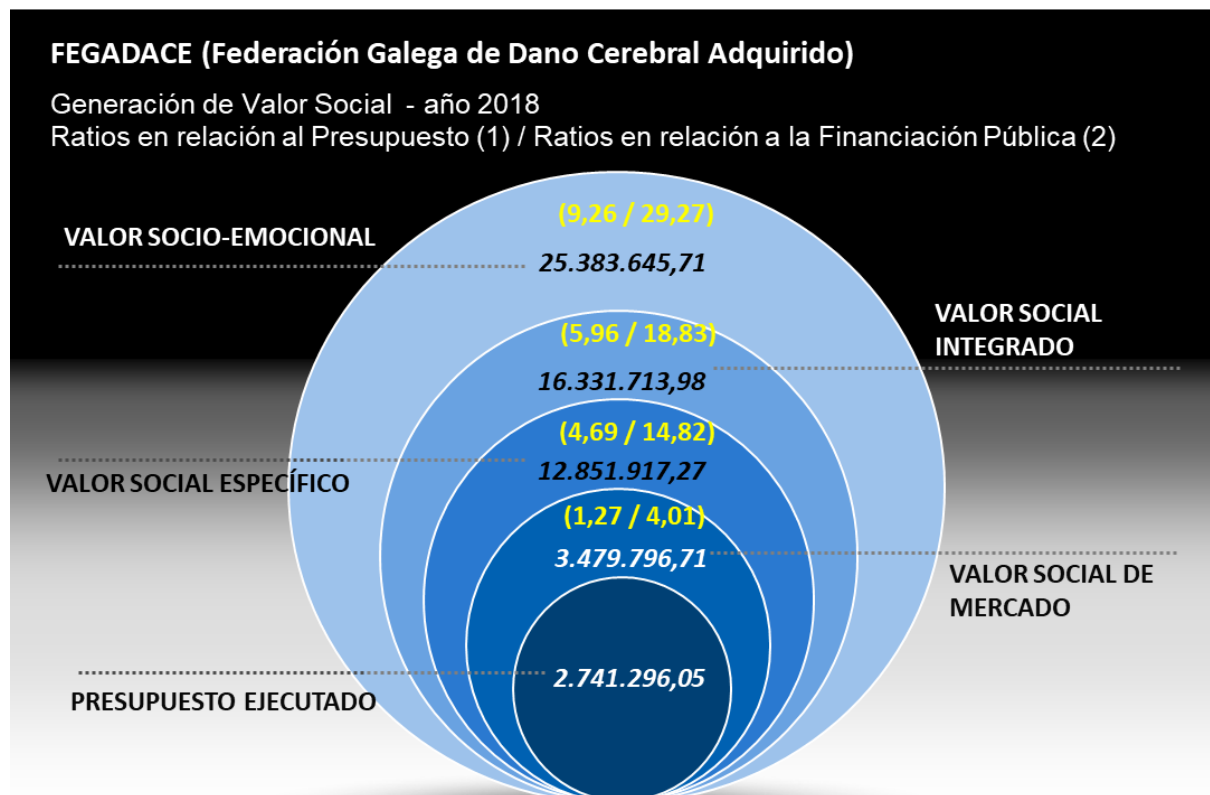 FEGADACE (Federación Galega de Dano Cerebral Adquirido)
Generación de Valor Social - año 2018
Ratios en relación al Presupuesto (1) / Ratios en relación a la Financiación Pública (2)
(9,26 / 29,27)
VALOR SOCIO-EMOCIONAL
25.383.645,71
VALOR SOCIAL
INTEGRADO
(5,96 / 18,83)
16.331.713,98
(4,69 / 14,82)
12.851.917,27
VALOR SOCIAL ESPECÍFICO
(1,27 / 4,01)
3.479.796,71
VALOR SOCIAL DE
MERCADO
2.741.296,05
PRESUPUESTO EJECUTADO